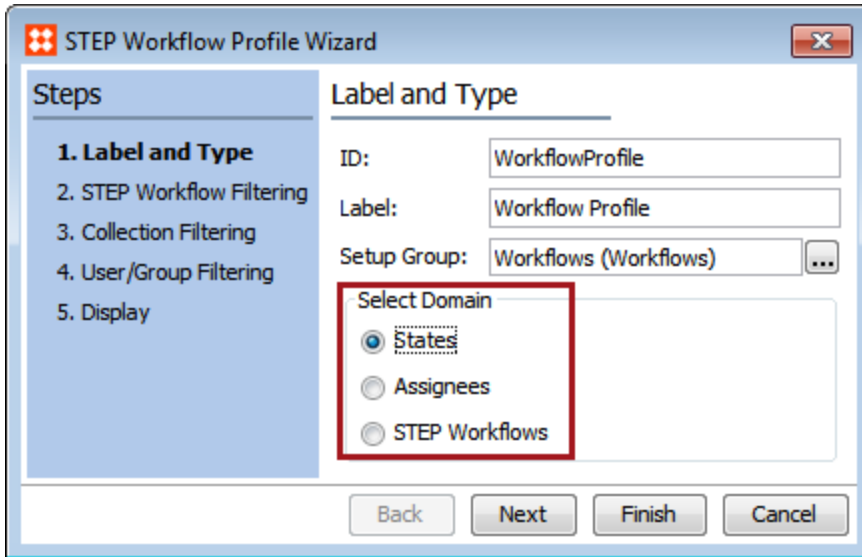 STEP Workflow Profile Wizard
Steps
1. Label and Type
2. STEP Workflow Filtering
3. Collection Filtering
4. User/Group Filtering
5. Display
Label and Type
ID: WorkflowProfile
Label: Workflow Profile
Setup Group: Workflows (Workflows) ...
Select Domain
States
Assignees
STEP Workflows
Back Next Finish Cancel